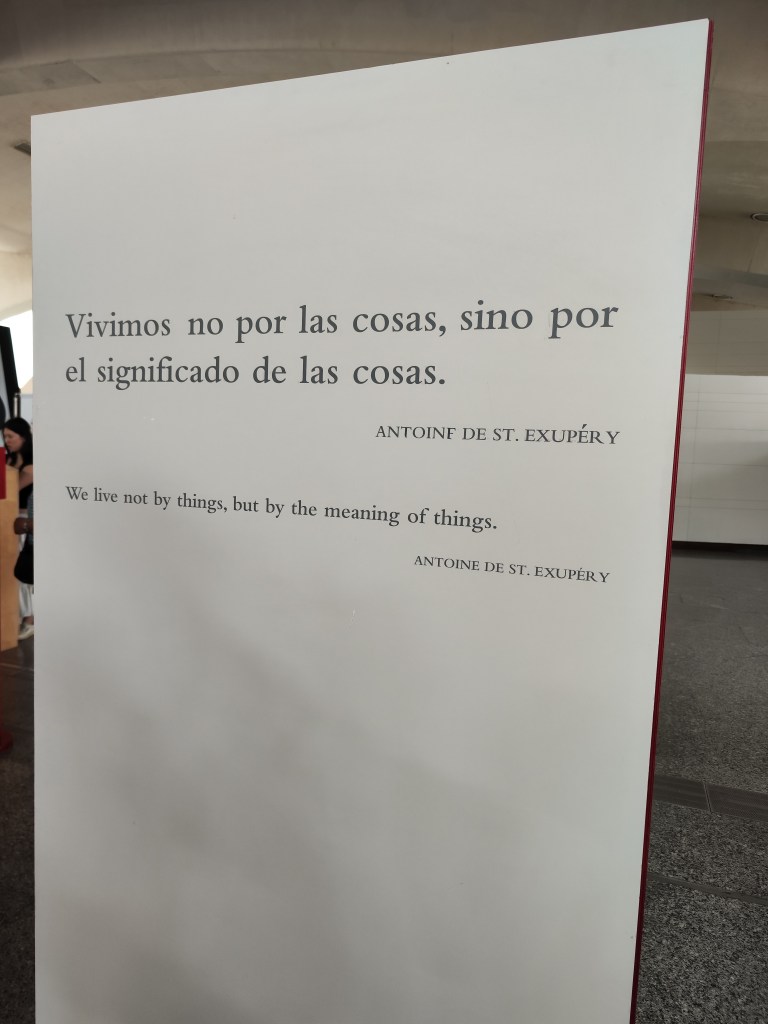 Vivimos no por las cosas, sino por
el significado de las cosas.
ANTOINF DE ST. EXUPÉRY
We live not by things, but by the meaning of things.
ANTOINE DE ST. EXUPÉRY